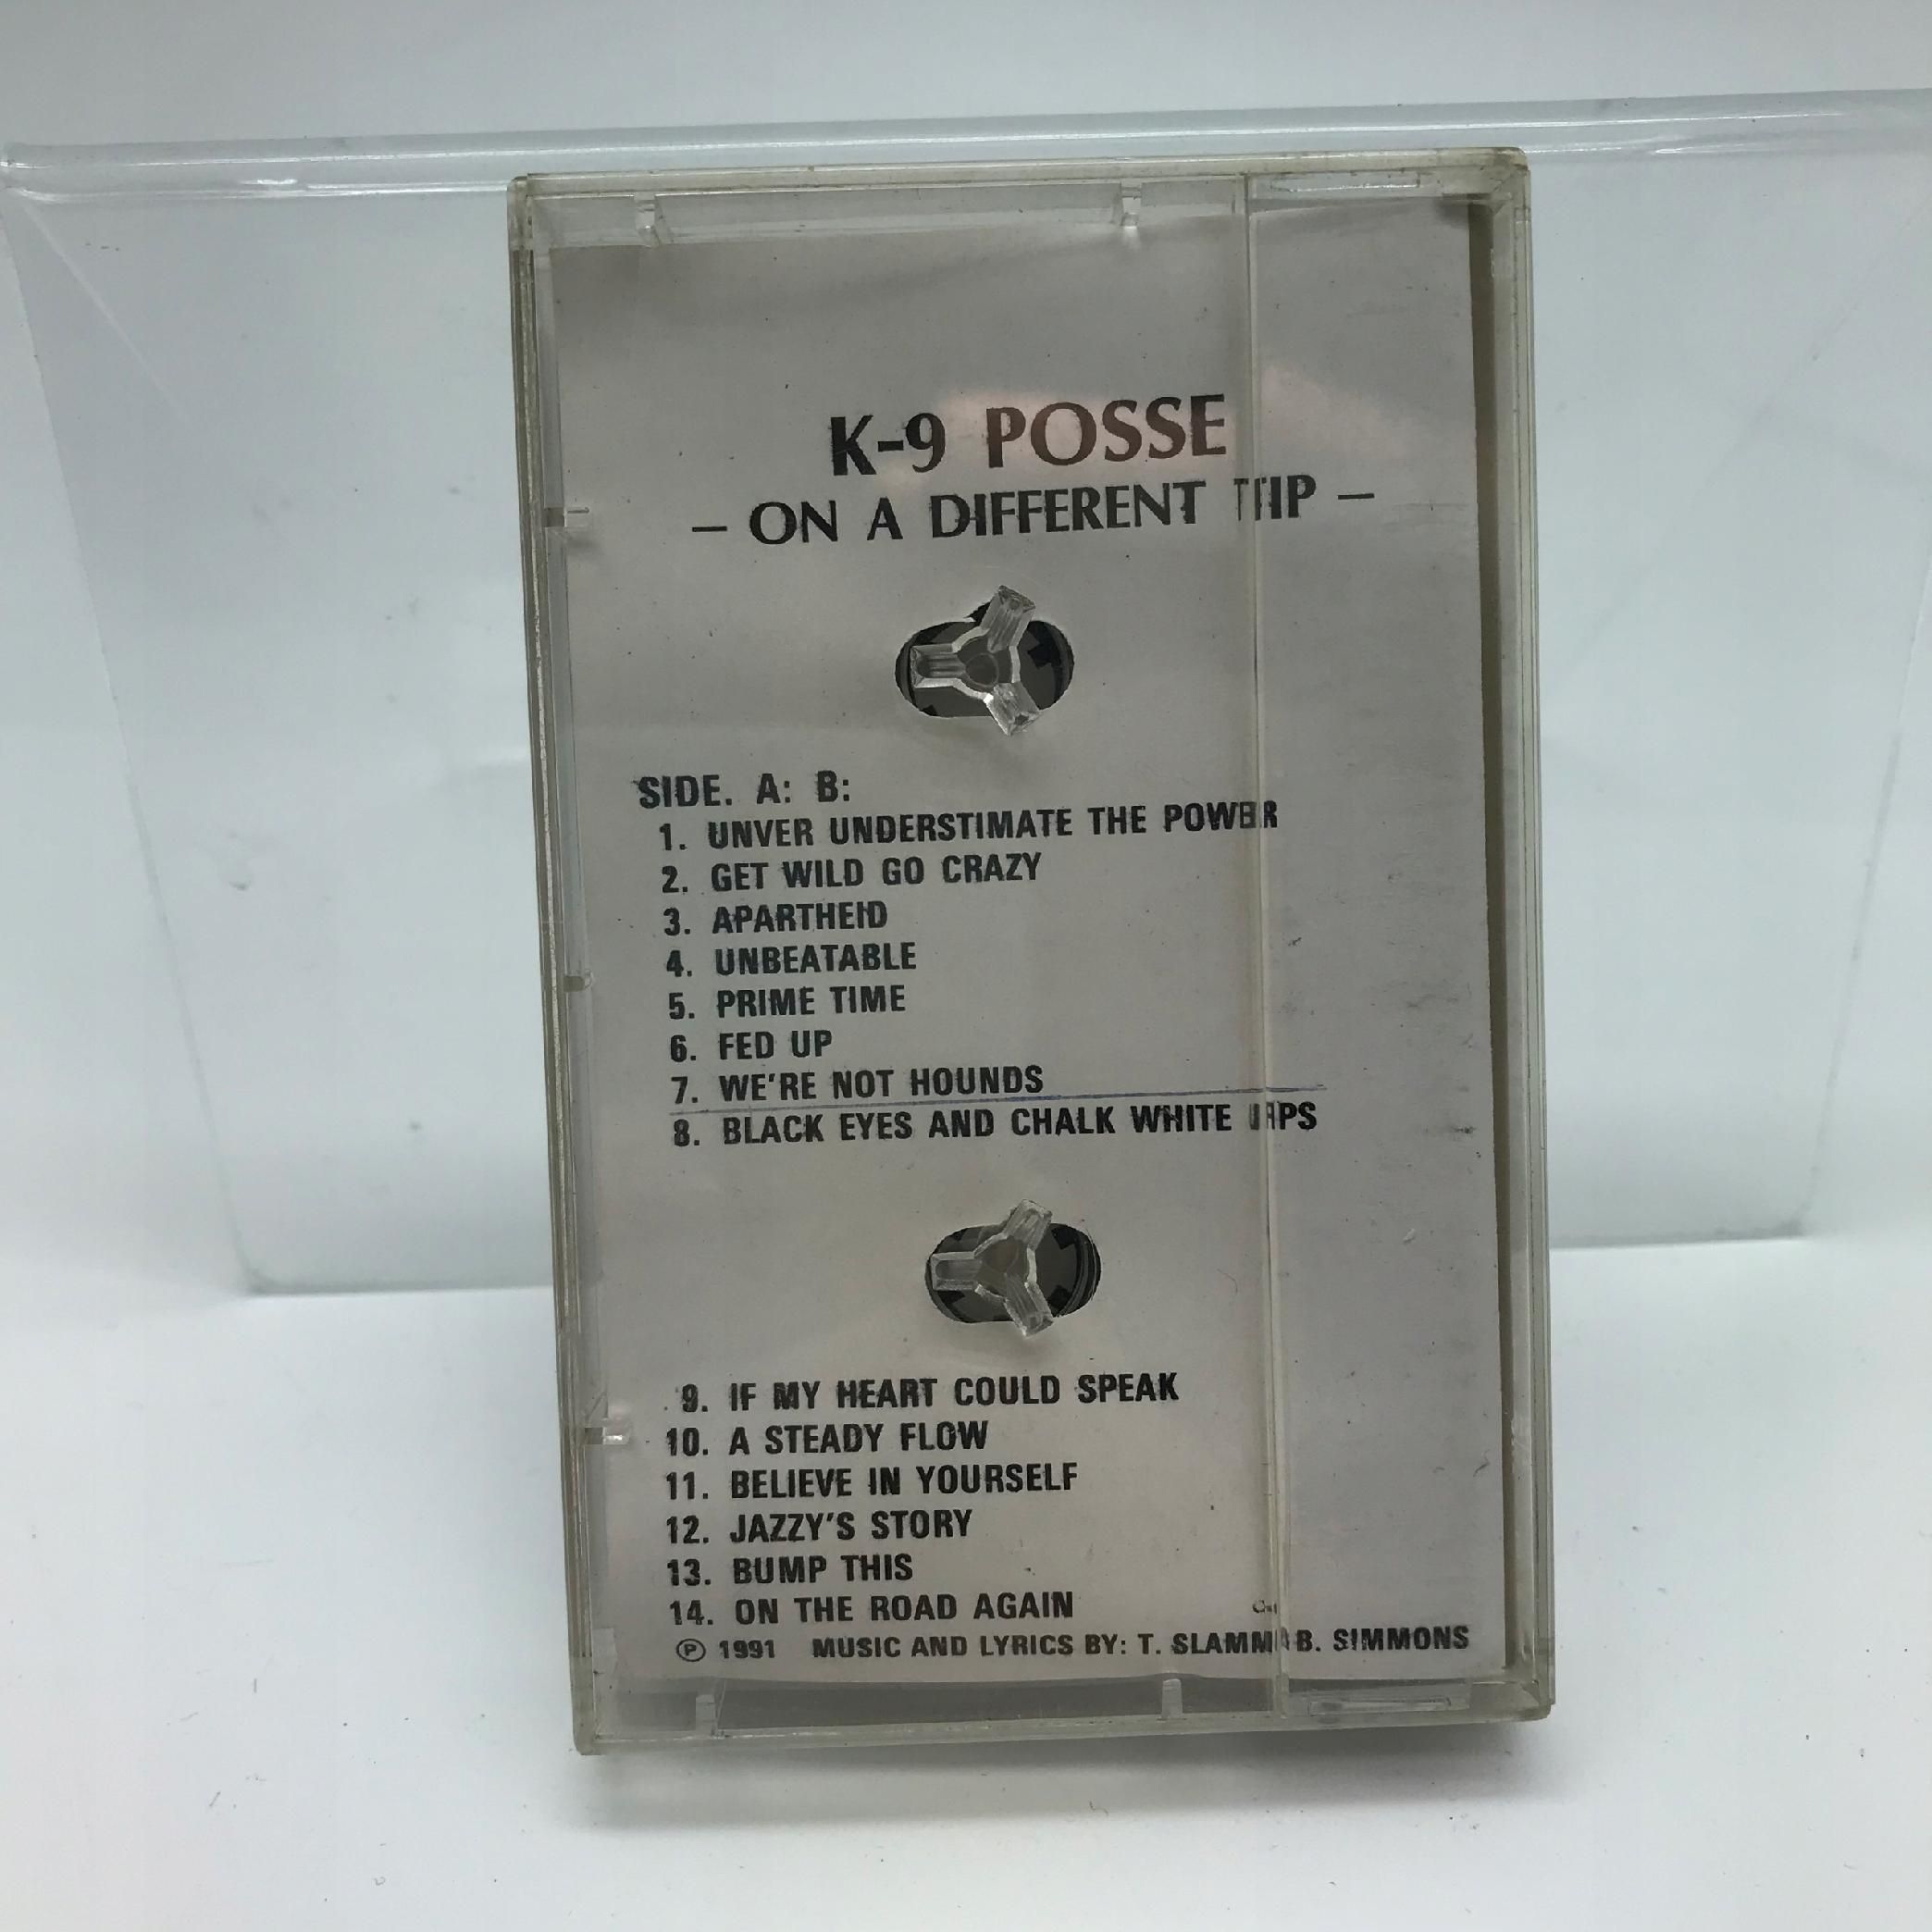 K-9 POSSE
– ON A DIFFERENT TIP –
SIDE. A: B:
1. UNVER UNDERSTIMATE THE POWER
2. GET WILD GO CRAZY
3. APARTHEID
4. UNBEATABLE
5. PRIME TIME
6. FED UP
7. WE'RE NOT HOUNDS
8. BLACK EYES AND CHALK WHITE
9. IF MY HEART COULD SPEAK
10. A STEADY FLOW
11. BELIEVE IN YOURSELF
12. JAZZY'S STORY
13. BUMP THIS
14. ON THE ROAD AGAIN
Ⓟ 1991 MUSIC AND LYRICS BY: T. B. SIMMONS